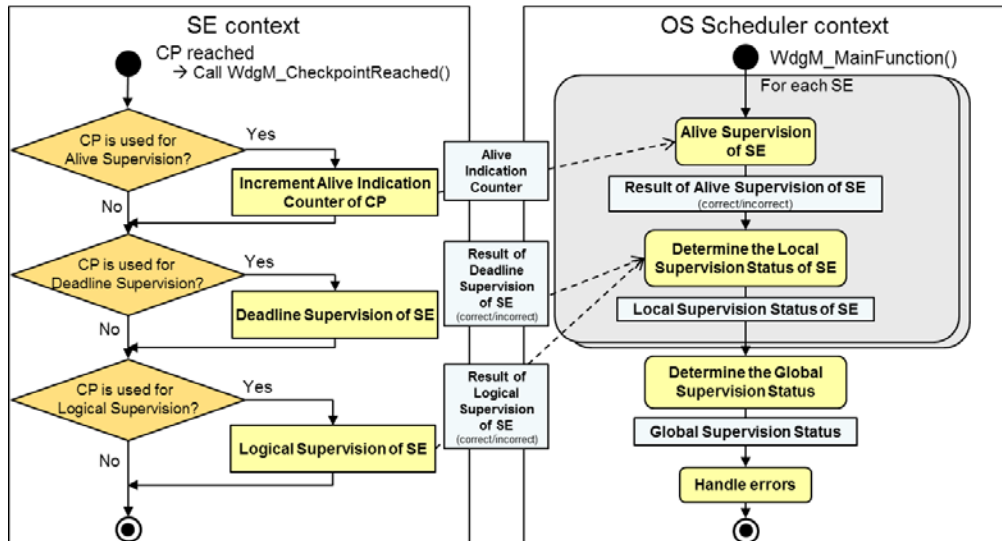 SE context
CP reached
→ Call WdgM_CheckpointReached()
CP is used for
Alive Supervision?
Yes
No
Increment Alive Indication
Counter of CP
CP is used for
Deadline Supervision?
Yes
No
Deadline Supervision of SE
CP is used for
Logical Supervision?
Yes
No
Logical Supervision of SE
Alive
Indication
Counter
Result of
Deadline
Supervision
of SE
(correct/incorrect)
Result of
Logical
Supervision
of SE
(correct/incorrect)
OS Scheduler context
WdgM_MainFunction()
For each SE
Alive Supervision
of SE
Result of Alive Supervision of SE
(correct/incorrect)
Determine the Local
Supervision Status of SE
Local Supervision Status of SE
Determine the Global
Supervision Status
Global Supervision Status
Handle errors